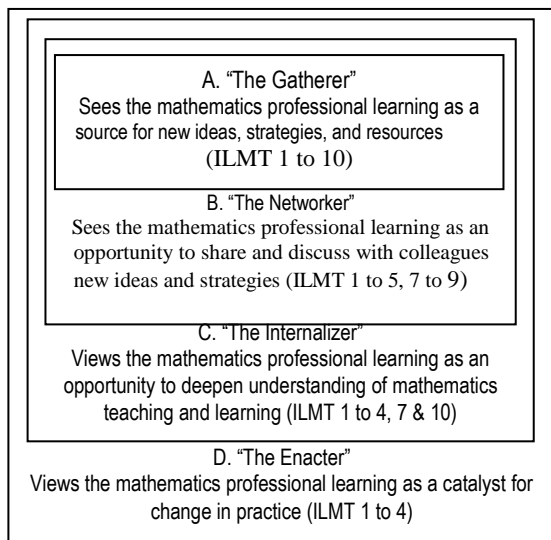 A. “The Gatherer”
Sees the mathematics professional learning as a
source for new ideas, strategies, and resources
(ILMT 1 to 10)
B. “The Networker”
Sees the mathematics professional learning as an
opportunity to share and discuss with colleagues
new ideas and strategies (ILMT 1 to 5, 7 to 9)
C. “The Internalizer”
Views the mathematics professional learning as an
opportunity to deepen understanding of mathematics
teaching and learning (ILMT 1 to 4, 7 & 10)
D. “The Enacter”
Views the mathematics professional learning as a catalyst for
change in practice (ILMT 1 to 4)